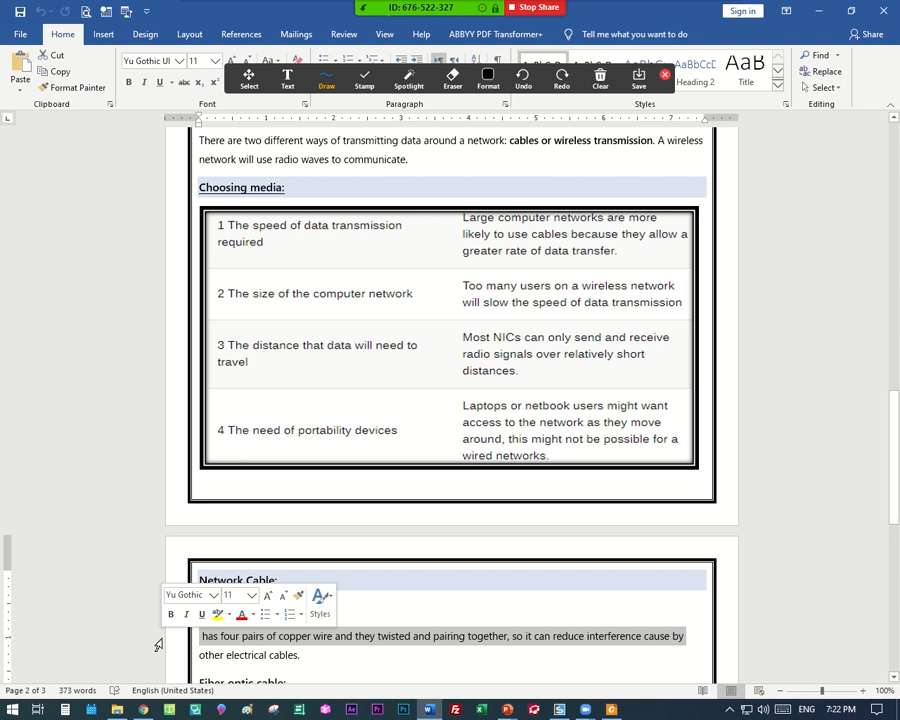 ID: 676-522-327 Stop Share
Sign in
File Home Insert Design Layout References Mailings Review View Help ABBYY PDF Transformer+ Tell me what you want to do Share
Paste Cut Copy Format Painter
Yu Gothic UI 11
B I U abc x₂
Select Text Draw Stamp Spotlight Eraser Format Undo Redo Clear Save
Heading 2 Title
Find Replace Select
Clipboard Font Paragraph Styles Editing
There are two different ways of transmitting data around a network: cables or wireless transmission. A wireless
network will use radio waves to communicate.
Choosing media:
1 The speed of data transmission
required
Large computer networks are more
likely to use cables because they allow a
greater rate of data transfer.
2 The size of the computer network
Too many users on a wireless network
will slow the speed of data transmission
3 The distance that data will need to
travel
Most NICs can only send and receive
radio signals over relatively short
distances.
4 The need of portability devices
Laptops or netbook users might want
access to the network as they move
around, this might not be possible for a
wired networks.
Network Cable:
Yu Gothic 11
B I U A Styles
has four pairs of copper wire and they twisted and pairing together, so it can reduce interference cause by
other electrical cables.
Fiber optic cable:
Page 2 of 3 373 words English (United States) 100%
ENG 7:22 PM